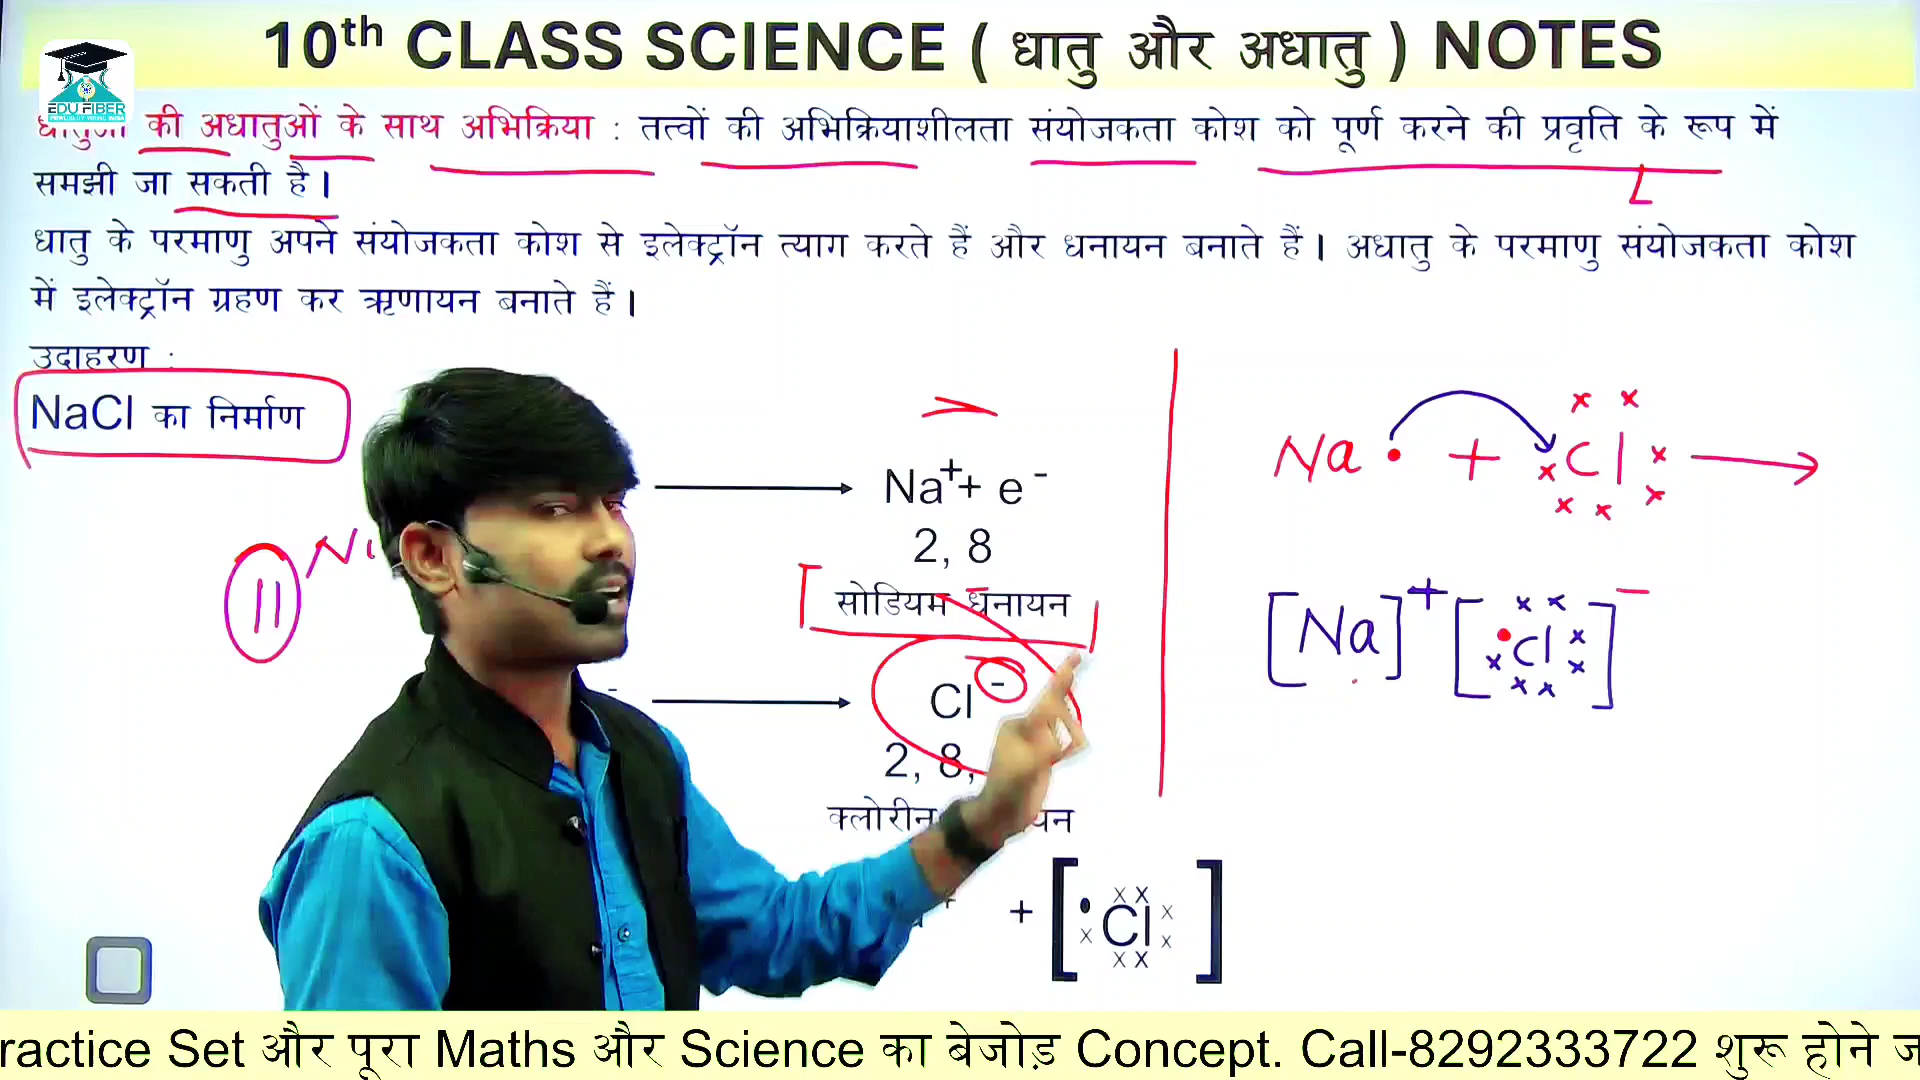 10th CLASS SCIENCE ( धातु और अधातु ) NOTES
EDU FIBER
धातुओं की अधातुओं के साथ अभिक्रिया : तत्वों की अभिक्रियाशीलता संयोजकता कोश को पूर्ण करने की प्रवृति के रूप में
समझी जा सकती है।
धातु के परमाणु अपने संयोजकता कोश से इलेक्ट्रॉन त्याग करते हैं और धनायन बनाते हैं। अधातु के परमाणु संयोजकता कोश
में इलेक्ट्रॉन ग्रहण कर ऋणायन बनाते हैं।
उदाहरण :
NaCl का निर्माण
Na + Cl
Na+ + e-
2, 8
11
सोडियम धनायन
[Na]+ [Cl]-
Cl-
2, 8,
क्लोरीन
+ [Cl]
ractice Set और पूरा Maths और Science का बेजोड़ Concept. Call-8292333722 शुरू होने ज